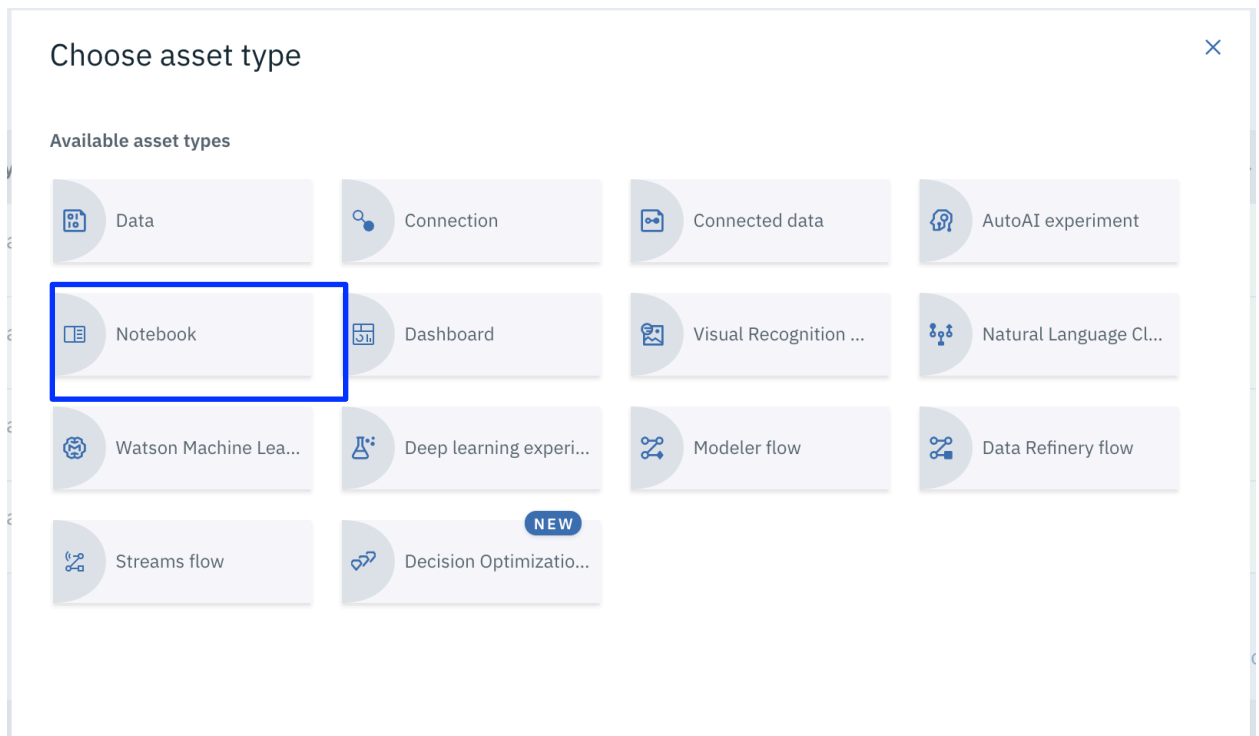 Choose asset type
Available asset types
Data
Connection
Connected data
AutoAI experiment
Notebook
Dashboard
Visual Recognition ...
Natural Language Cl...
Watson Machine Lea...
Deep learning experi...
Modeler flow
Data Refinery flow
NEW
Streams flow
Decision Optimizatio...